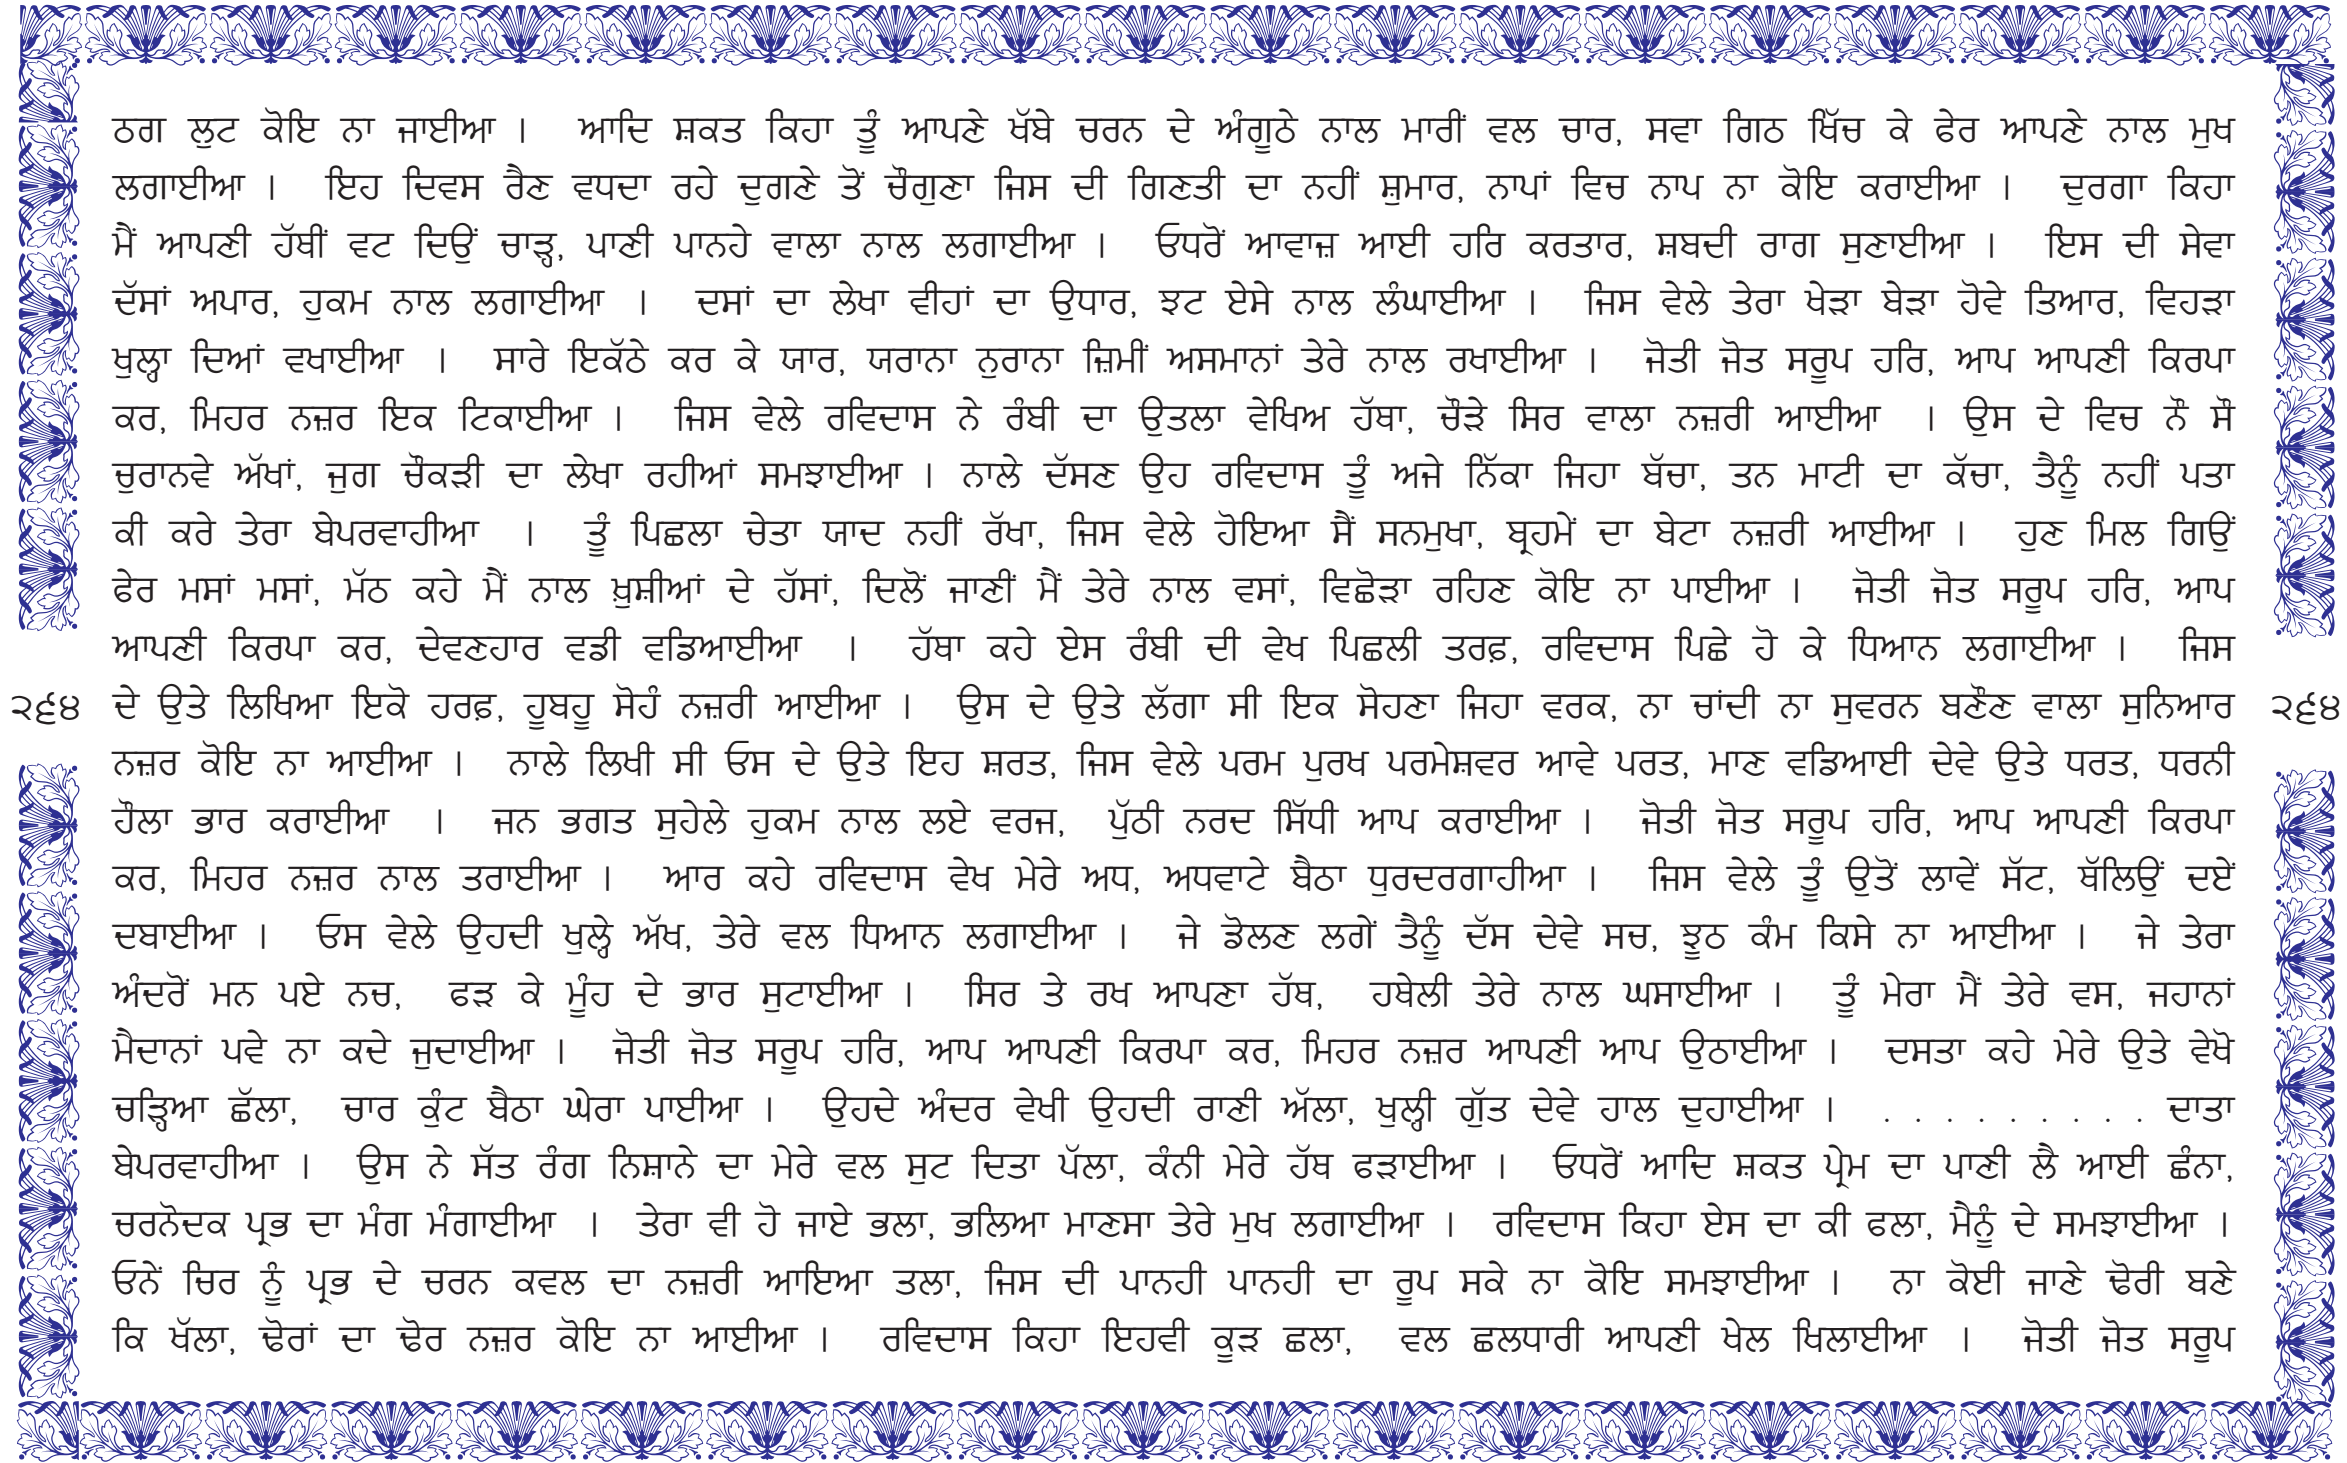 ਠਗ ਲੁਟ ਕੋਇ ਨਾ ਜਾਈਆ । ਆਦਿ ਸ਼ਕਤ ਕਿਹਾ ਤੂੰ ਆਪਣੇ ਖੱਬੇ ਚਰਨ ਦੇ ਅੰਗੂਠੇ ਨਾਲ ਮਾਰੀਂ ਵਲ ਚਾਰ, ਸਵਾ ਗਿਠ ਖਿੱਚ ਕੇ ਫੇਰ ਆਪਣੇ ਨਾਲ ਮੁਖ
ਲਗਾਈਆ । ਇਹ ਦਿਵਸ ਰੈਣ ਵਧਦਾ ਰਹੇ ਦੁਗਣੇ ਤੋਂ ਚੌਗੁਣਾ ਜਿਸ ਦੀ ਗਿਣਤੀ ਦਾ ਨਹੀਂ ਸ਼ੁਮਾਰ, ਨਾਪਾਂ ਵਿਚ ਨਾਪ ਨਾ ਕੋਇ ਕਰਾਈਆ । ਦੁਰਗਾ ਕਿਹਾ
ਮੈਂ ਆਪਣੀ ਹੱਥੀਂ ਵਟ ਦਿਉਂ ਚਾੜ੍ਹ, ਪਾਣੀ ਪਾਨਹੇ ਵਾਲਾ ਨਾਲ ਲਗਾਈਆ । ਓਧਰੋਂ ਆਵਾਜ਼ ਆਈ ਹਰਿ ਕਰਤਾਰ, ਸ਼ਬਦੀ ਰਾਗ ਸੁਣਾਈਆ । ਇਸ ਦੀ ਸੇਵਾ
ਦੱਸਾਂ ਅਪਾਰ, ਹੁਕਮ ਨਾਲ ਲਗਾਈਆ । ਦਸਾਂ ਦਾ ਲੇਖਾ ਵੀਹਾਂ ਦਾ ਉਧਾਰ, ਝਟ ਏਸੇ ਨਾਲ ਲੰਘਾਈਆ । ਜਿਸ ਵੇਲੇ ਤੇਰਾ ਖੇੜਾ ਬੇੜਾ ਹੋਵੇ ਤਿਆਰ, ਵਿਹੜਾ
ਖੁਲ੍ਹਾ ਦਿਆਂ ਵਖਾਈਆ । ਸਾਰੇ ਇਕੱਠੇ ਕਰ ਕੇ ਯਾਰ, ਯਰਾਨਾ ਨੁਰਾਨਾ ਜ਼ਿਮੀਂ ਅਸਮਾਨਾਂ ਤੇਰੇ ਨਾਲ ਰਖਾਈਆ । ਜੋਤੀ ਜੋਤ ਸਰੂਪ ਹਰਿ, ਆਪ ਆਪਣੀ ਕਿਰਪਾ
ਕਰ, ਮਿਹਰ ਨਜ਼ਰ ਇਕ ਟਿਕਾਈਆ । ਜਿਸ ਵੇਲੇ ਰਵਿਦਾਸ ਨੇ ਰੰਬੀ ਦਾ ਉਤਲਾ ਵੇਖਿਅ ਹੱਥਾ, ਚੌੜੇ ਸਿਰ ਵਾਲਾ ਨਜ਼ਰੀ ਆਈਆ । ਉਸ ਦੇ ਵਿਚ ਨੌ ਸੌ
ਚੁਰਾਨਵੇ ਅੱਖਾਂ, ਜੁਗ ਚੌਕੜੀ ਦਾ ਲੇਖਾ ਰਹੀਆਂ ਸਮਝਾਈਆ । ਨਾਲੇ ਦੱਸਣ ਉਹ ਰਵਿਦਾਸ ਤੂੰ ਅਜੇ ਨਿੱਕਾ ਜਿਹਾ ਬੱਚਾ, ਤਨ ਮਾਟੀ ਦਾ ਕੱਚਾ, ਤੈਨੂੰ ਨਹੀਂ ਪਤਾ
ਕੀ ਕਰੇ ਤੇਰਾ ਬੇਪਰਵਾਹੀਆ । ਤੂੰ ਪਿਛਲਾ ਚੇਤਾ ਯਾਦ ਨਹੀਂ ਰੱਖਾ, ਜਿਸ ਵੇਲੇ ਹੋਇਆ ਸੈਂ ਸਨਮੁਖਾ, ਬ੍ਰਹਮੇਂ ਦਾ ਬੇਟਾ ਨਜ਼ਰੀ ਆਈਆ । ਹੁਣ ਮਿਲ ਗਿਉਂ
ਫੇਰ ਮਸਾਂ ਮਸਾਂ, ਮੱਠ ਕਹੇ ਮੈਂ ਨਾਲ ਖ਼ੁਸ਼ੀਆਂ ਦੇ ਹੱਸਾਂ, ਦਿਲੋਂ ਜਾਣੀਂ ਮੈਂ ਤੇਰੇ ਨਾਲ ਵਸਾਂ, ਵਿਛੋੜਾ ਰਹਿਣ ਕੋਇ ਨਾ ਪਾਈਆ । ਜੋਤੀ ਜੋਤ ਸਰੂਪ ਹਰਿ, ਆਪ
ਆਪਣੀ ਕਿਰਪਾ ਕਰ, ਦੇਵਣਹਾਰ ਵਡੀ ਵਡਿਆਈਆ । ਹੱਥਾ ਕਹੇ ਏਸ ਰੰਬੀ ਦੀ ਵੇਖ ਪਿਛਲੀ ਤਰਫ਼, ਰਵਿਦਾਸ ਪਿਛੇ ਹੋ ਕੇ ਧਿਆਨ ਲਗਾਈਆ । ਜਿਸ
੨੬੪ ਦੇ ਉਤੇ ਲਿਖਿਆ ਇਕੋ ਹਰਫ਼, ਹੂਬਹੂ ਸੋਹੰ ਨਜ਼ਰੀ ਆਈਆ । ਉਸ ਦੇ ਉਤੇ ਲੱਗਾ ਸੀ ਇਕ ਸੋਹਣਾ ਜਿਹਾ ਵਰਕ, ਨਾ ਚਾਂਦੀ ਨਾ ਸੁਵਰਨ ਬਣੌਣ ਵਾਲਾ ਸੁਨਿਆਰ ੨੬੪
ਨਜ਼ਰ ਕੋਇ ਨਾ ਆਈਆ । ਨਾਲੇ ਲਿਖੀ ਸੀ ਓਸ ਦੇ ਉਤੇ ਇਹ ਸ਼ਰਤ, ਜਿਸ ਵੇਲੇ ਪਰਮ ਪੁਰਖ ਪਰਮੇਸ਼ਵਰ ਆਵੇ ਪਰਤ, ਮਾਣ ਵਡਿਆਈ ਦੇਵੇ ਉਤੇ ਧਰਤ, ਧਰਨੀ
ਹੌਲਾ ਭਾਰ ਕਰਾਈਆ । ਜਨ ਭਗਤ ਸੁਹੇਲੇ ਹੁਕਮ ਨਾਲ ਲਏ ਵਰਜ, ਪੁੱਠੀ ਨਰਦ ਸਿੱਧੀ ਆਪ ਕਰਾਈਆ । ਜੋਤੀ ਜੋਤ ਸਰੂਪ ਹਰਿ, ਆਪ ਆਪਣੀ ਕਿਰਪਾ
ਕਰ, ਮਿਹਰ ਨਜ਼ਰ ਨਾਲ ਤਰਾਈਆ । ਆਰ ਕਹੇ ਰਵਿਦਾਸ ਵੇਖ ਮੇਰੇ ਅਧ, ਅਧਵਾਟੇ ਬੈਠਾ ਧੁਰਦਰਗਾਹੀਆ । ਜਿਸ ਵੇਲੇ ਤੂੰ ਉਤੋਂ ਲਾਵੇਂ ਸੱਟ, ਥੱਲਿਉਂ ਦਏਂ
ਦਬਾਈਆ । ਓਸ ਵੇਲੇ ਉਹਦੀ ਖੁਲ੍ਹੇ ਅੱਖ, ਤੇਰੇ ਵਲ ਧਿਆਨ ਲਗਾਈਆ । ਜੇ ਡੋਲਣ ਲਗੇਂ ਤੈਨੂੰ ਦੱਸ ਦੇਵੇ ਸਚ, ਝੂਠ ਕੰਮ ਕਿਸੇ ਨਾ ਆਈਆ । ਜੇ ਤੇਰਾ
ਅੰਦਰੋਂ ਮਨ ਪਏ ਨਚ, ਫੜ ਕੇ ਮੂੰਹ ਦੇ ਭਾਰ ਸੁਟਾਈਆ । ਸਿਰ ਤੇ ਰਖ ਆਪਣਾ ਹੱਥ, ਹਥੇਲੀ ਤੇਰੇ ਨਾਲ ਘਸਾਈਆ । ਤੂੰ ਮੇਰਾ ਮੈਂ ਤੇਰੇ ਵਸ, ਜਹਾਨਾਂ
ਮੈਦਾਨਾਂ ਪਵੇ ਨਾ ਕਦੇ ਜੁਦਾਈਆ । ਜੋਤੀ ਜੋਤ ਸਰੂਪ ਹਰਿ, ਆਪ ਆਪਣੀ ਕਿਰਪਾ ਕਰ, ਮਿਹਰ ਨਜ਼ਰ ਆਪਣੀ ਆਪ ਉਠਾਈਆ । ਦਸਤਾ ਕਹੇ ਮੇਰੇ ਉਤੇ ਵੇਖੋ
ਚੜ੍ਹਿਆ ਛੱਲਾ, ਚਾਰ ਕੁੰਟ ਬੈਠਾ ਘੇਰਾ ਪਾਈਆ । ਉਹਦੇ ਅੰਦਰ ਵੇਖੀ ਉਹਦੀ ਰਾਣੀ ਅੱਲਾ, ਖੁਲ੍ਹੀ ਗੁੱਤ ਦੇਵੇ ਹਾਲ ਦੁਹਾਈਆ । . . . . . . . . . ਦਾਤਾ
ਬੇਪਰਵਾਹੀਆ । ਉਸ ਨੇ ਸੱਤ ਰੰਗ ਨਿਸ਼ਾਨੇ ਦਾ ਮੇਰੇ ਵਲ ਸੁਟ ਦਿਤਾ ਪੱਲਾ, ਕੰਨੀ ਮੇਰੇ ਹੱਥ ਫੜਾਈਆ । ਓਧਰੋਂ ਆਦਿ ਸ਼ਕਤ ਪ੍ਰੇਮ ਦਾ ਪਾਣੀ ਲੈ ਆਈ ਛੰਨਾ,
ਚਰਨੋਦਕ ਪ੍ਰਭ ਦਾ ਮੰਗ ਮੰਗਾਈਆ । ਤੇਰਾ ਵੀ ਹੋ ਜਾਏ ਭਲਾ, ਭਲਿਆ ਮਾਣਸਾ ਤੇਰੇ ਮੁਖ ਲਗਾਈਆ । ਰਵਿਦਾਸ ਕਿਹਾ ਏਸ ਦਾ ਕੀ ਫਲਾ, ਮੈਨੂੰ ਦੇ ਸਮਝਾਈਆ ।
ਓਨੇਂ ਚਿਰ ਨੂੰ ਪ੍ਰਭ ਦੇ ਚਰਨ ਕਵਲ ਦਾ ਨਜ਼ਰੀ ਆਇਆ ਤਲਾ, ਜਿਸ ਦੀ ਪਾਨਹੀ ਪਾਨਹੀ ਦਾ ਰੂਪ ਸਕੇ ਨਾ ਕੋਇ ਸਮਝਾਈਆ । ਨਾ ਕੋਈ ਜਾਣੇ ਢੋਰੀ ਬਣੇ
ਕਿ ਖੱਲਾ, ਢੋਰਾਂ ਦਾ ਢੋਰ ਨਜ਼ਰ ਕੋਇ ਨਾ ਆਈਆ । ਰਵਿਦਾਸ ਕਿਹਾ ਇਹਵੀ ਕੂੜ ਛਲਾ, ਵਲ ਛਲਧਾਰੀ ਆਪਣੀ ਖੇਲ ਖਿਲਾਈਆ । ਜੋਤੀ ਜੋਤ ਸਰੂਪ